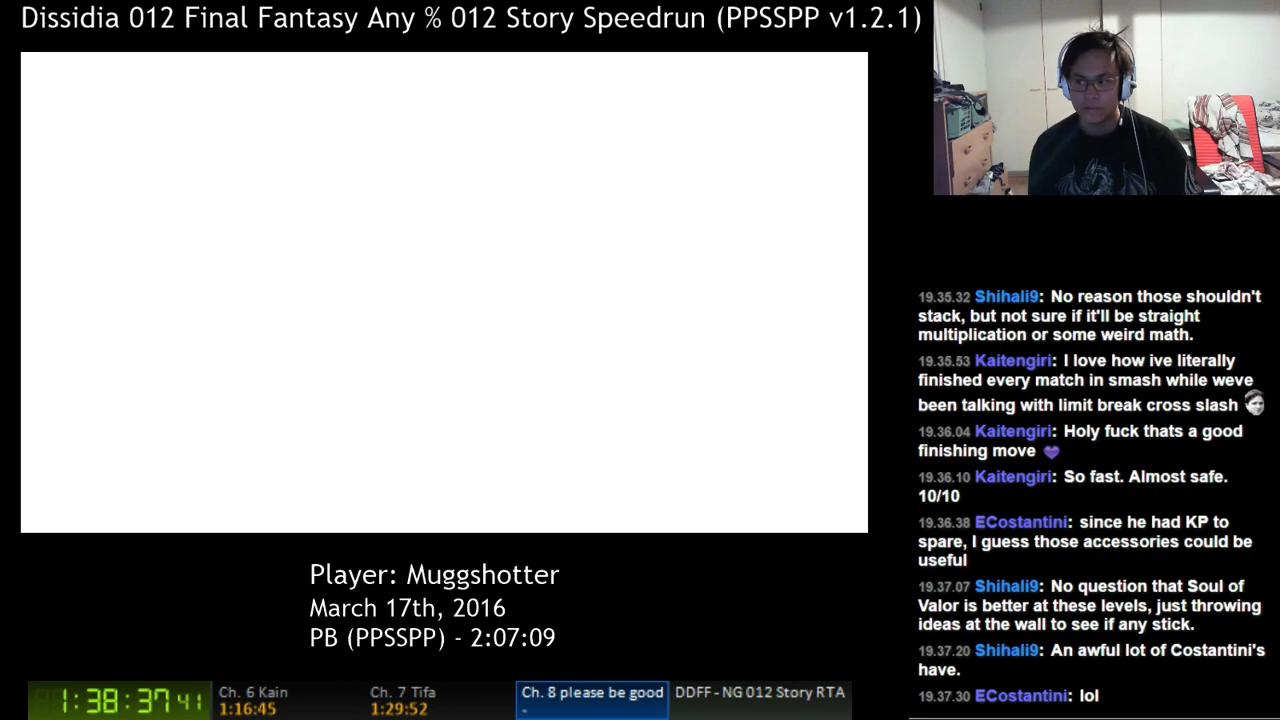 Dissidia 012 Final Fantasy Any % 012 Story Speedrun (PPSSPP v1.2.1)
19.35.32 Shihali9: No reason those shouldn't
stack, but not sure if it'll be straight
multiplication or some weird math.
19.35.53 Kaitengiri: I love how ive literally
finished every match in smash while weve
been talking with limit break cross slash
19.36.04 Kaitengiri: Holy fuck thats a good
finishing move
19.36.10 Kaitengiri: So fast. Almost safe.
10/10
19.36.38 ECostantini: since he had KP to
spare, I guess those accessories could be
useful
19.37.07 Shihali9: No question that Soul of
Valor is better at these levels, just throwing
ideas at the wall to see if any stick.
19.37.20 Shihali9: An awful lot of Costantini's
have.
19.37.30 ECostantini: lol
Player: Muggshotter
March 17th, 2016
PB (PPSSPP) - 2:07:09
1:38:37 41
Ch. 6 Kain
1:16:45
Ch. 7 Tifa
1:29:52
Ch. 8 please be good
-
DDFF - NG 012 Story RTA